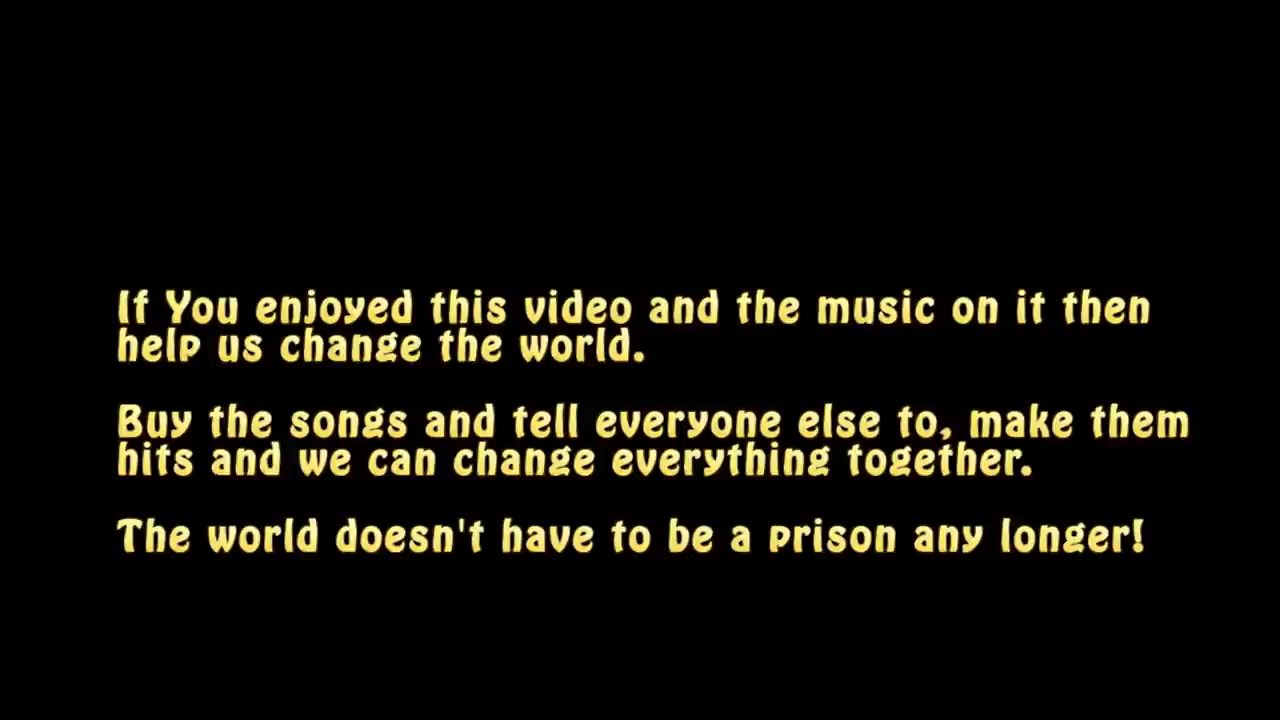 If You enjoyed this video and the music on it then
help us change the world.
Buy the songs and tell everyone else to, make them
hits and we can change everything together.
The world doesn't have to be a prison any longer!